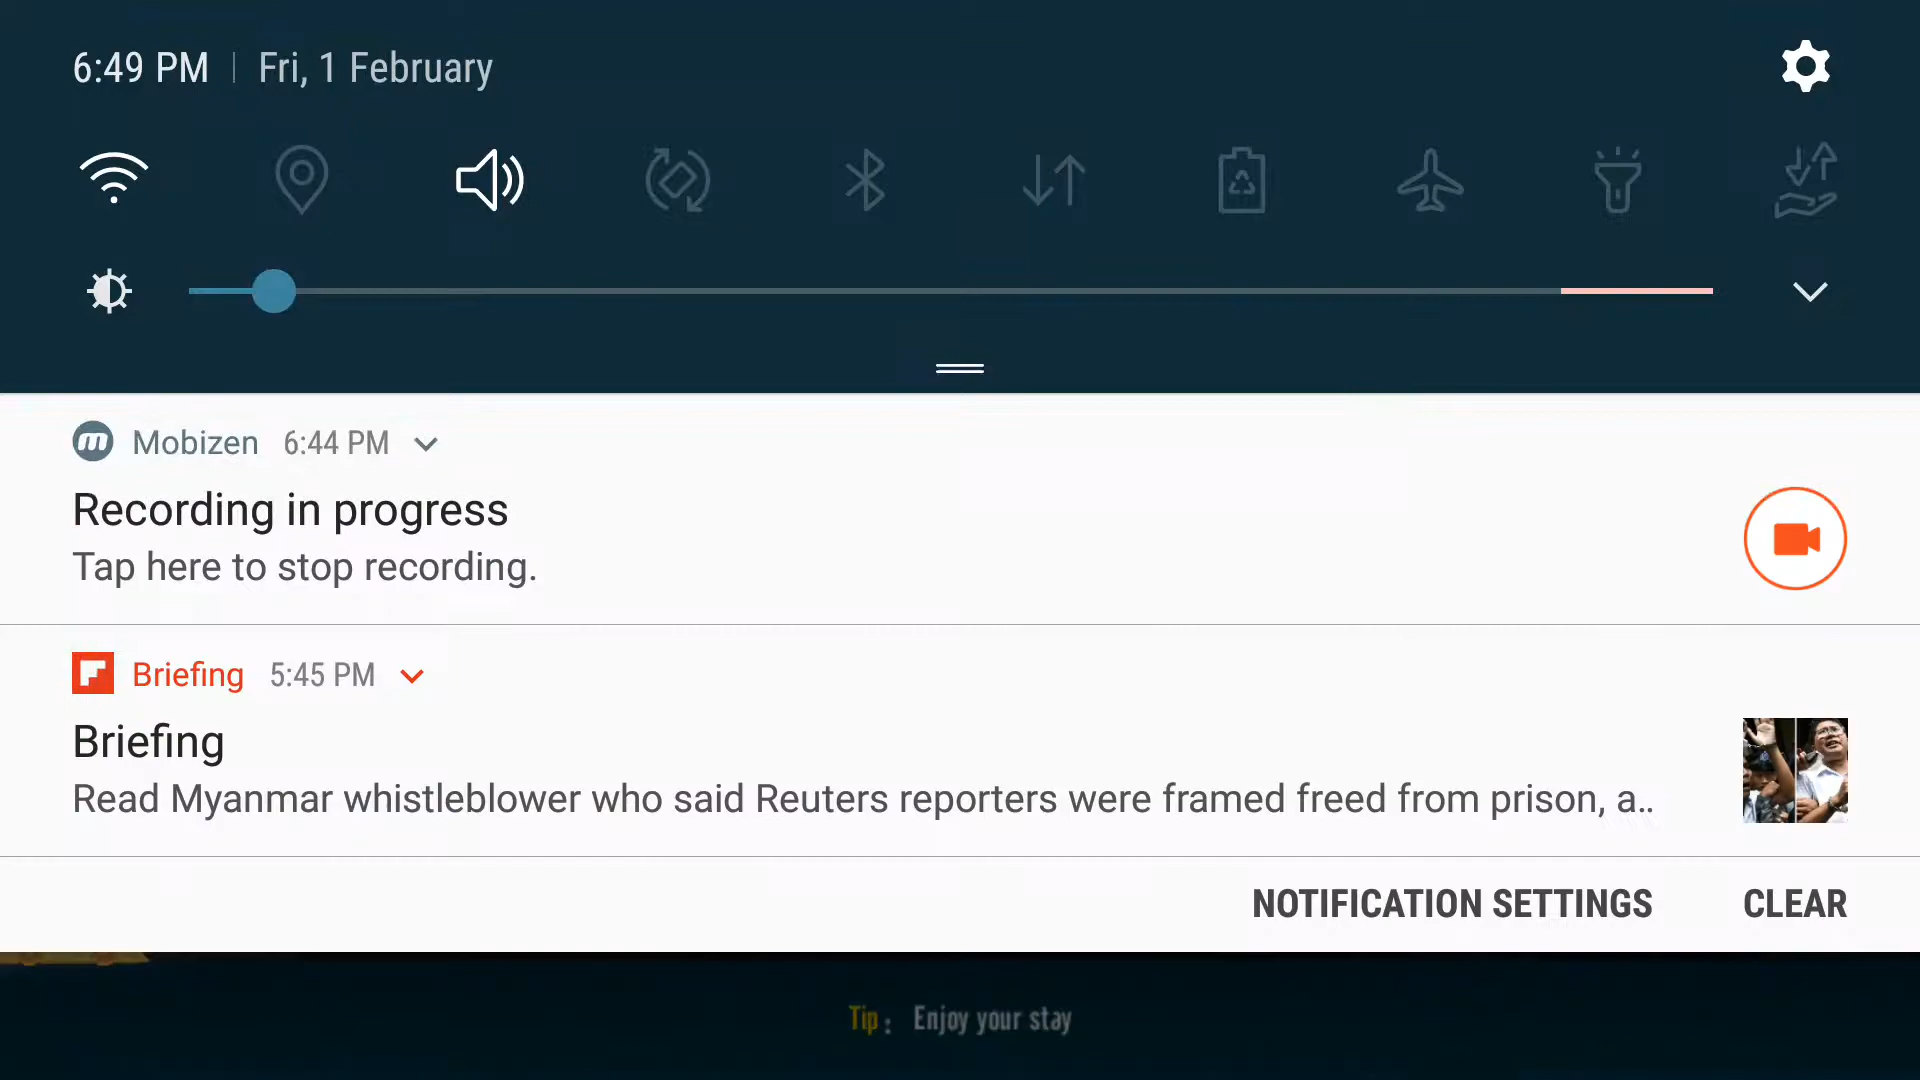 6:49 PM | Fri, 1 February
Mobizen 6:44 PM
Recording in progress
Tap here to stop recording.
Briefing 5:45 PM
Briefing
Read Myanmar whistleblower who said Reuters reporters were framed freed from prison, a..
NOTIFICATION SETTINGS CLEAR
Tip : Enjoy your stay